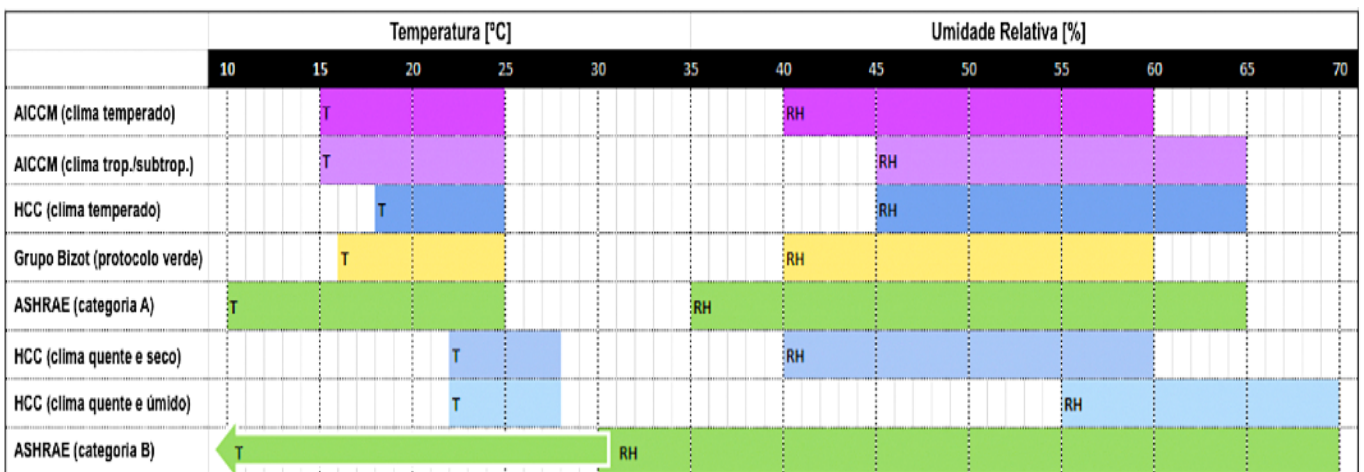 Temperatura [ºC] Umidade Relativa [%]
10 15 20 25 30 35 40 45 50 55 60 65 70
AICCM (clima temperado) T RH
AICCM (clima trop./subtrop.) T RH
HCC (clima temperado) T RH
Grupo Bizot (protocolo verde) T RH
ASHRAE (categoria A) T RH
HCC (clima quente e seco) T RH
HCC (clima quente e úmido) T RH
ASHRAE (categoria B) T RH